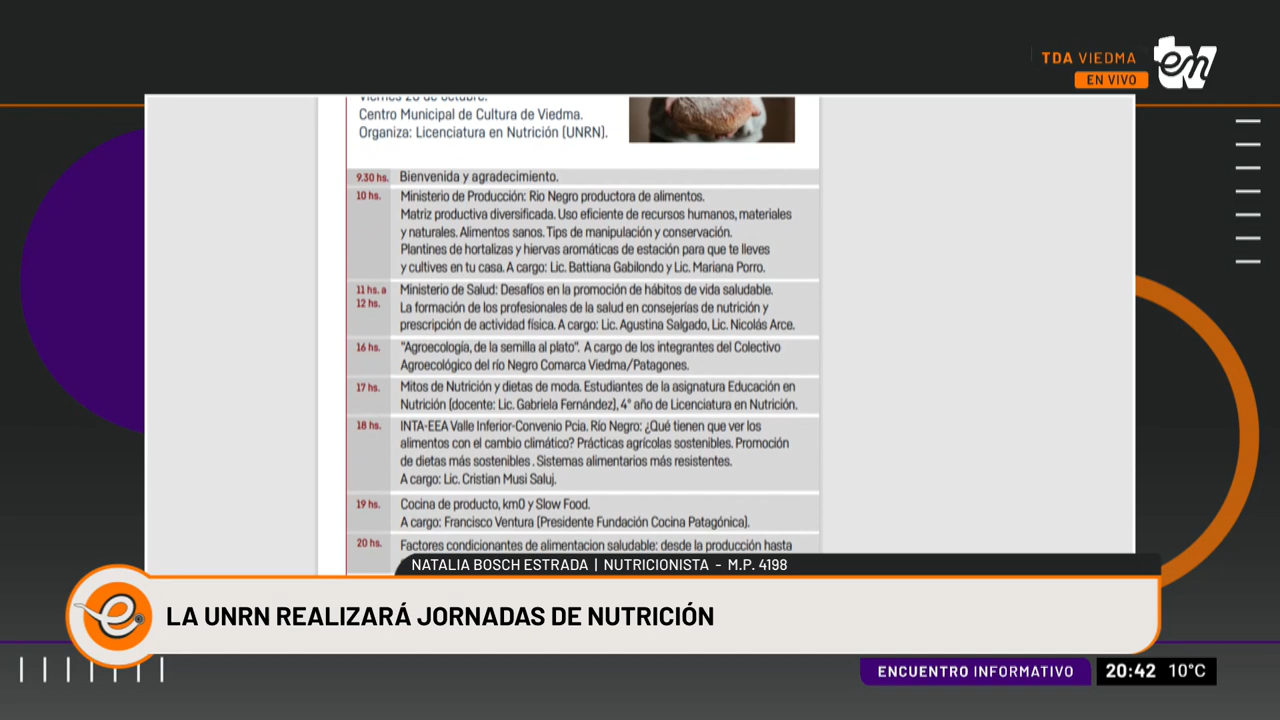 TDA VIEDMA
EN VIVO
em
Viernes 20 de octubre.
Centro Municipal de Cultura de Viedma.
Organiza: Licenciatura en Nutrición (UNRN).
9.30 hs. Bienvenida y agradecimiento.
10 hs. Ministerio de Producción: Rio Negro productora de alimentos.
Matriz productiva diversificada. Uso eficiente de recursos humanos, materiales
y naturales. Alimentos sanos. Tips de manipulación y conservación.
Plantines de hortalizas y hiervas aromáticas de estación para que te lleves
y cultives en tu casa. A cargo: Lic. Battiana Gabilondo y Lic. Mariana Porro.
11 hs. a Ministerio de Salud: Desafíos en la promoción de hábitos de vida saludable.
12 hs. La formación de los profesionales de la salud en consejerías de nutrición y
prescripción de actividad física. A cargo: Lic. Agustina Salgado, Lic. Nicolás Arce.
16 hs. "Agroecología, de la semilla al plato". A cargo de los integrantes del Colectivo
Agroecológico del río Negro Comarca Viedma/Patagones.
17 hs. Mitos de Nutrición y dietas de moda. Estudiantes de la asignatura Educación en
Nutrición (docente: Lic. Gabriela Fernández), 4° año de Licenciatura en Nutrición.
18 hs. INTA-EEA Valle Inferior-Convenio Pcia. Río Negro: ¿Qué tienen que ver los
alimentos con el cambio climático? Prácticas agrícolas sostenibles. Promoción
de dietas más sostenibles . Sistemas alimentarios más resistentes.
A cargo: Lic. Cristian Musi Saluj.
19 hs. Cocina de producto, km0 y Slow Food.
A cargo: Francisco Ventura (Presidente Fundación Cocina Patagónica).
20 hs. Factores condicionantes de alimentacion saludable: desde la producción hasta
NATALIA BOSCH ESTRADA | NUTRICIONISTA - M.P. 4198
e
LA UNRN REALIZARÁ JORNADAS DE NUTRICIÓN
ENCUENTRO INFORMATIVO 20:42 10°C